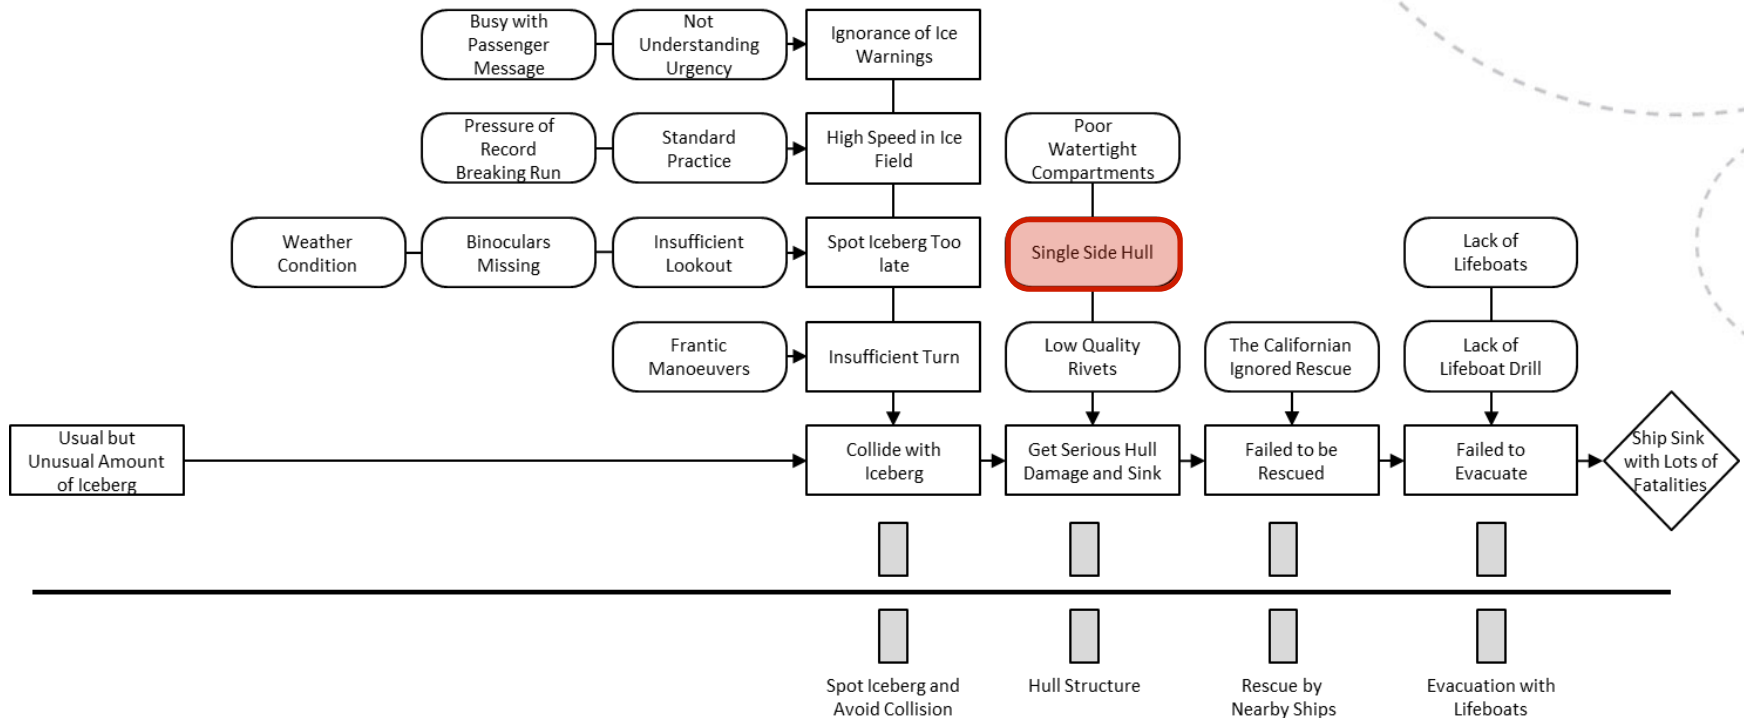 Busy with
Passenger
Message
Not
Understanding
Urgency
Ignorance of Ice
Warnings
Pressure of
Record
Breaking Run
Standard
Practice
High Speed in Ice
Field
Poor
Watertight
Compartments
Weather
Condition
Binoculars
Missing
Insufficient
Lookout
Spot Iceberg Too
late
Single Side Hull
Lack of
Lifeboats
Frantic
Manoeuvers
Insufficient Turn
Low Quality
Rivets
The Californian
Ignored Rescue
Lack of
Lifeboat Drill
Usual but
Unusual Amount
of Iceberg
Collide with
Iceberg
Get Serious Hull
Damage and Sink
Failed to be
Rescued
Failed to
Evacuate
Ship Sink
with Lots of
Fatalities
Spot Iceberg and
Avoid Collision
Hull Structure
Rescue by
Nearby Ships
Evacuation with
Lifeboats